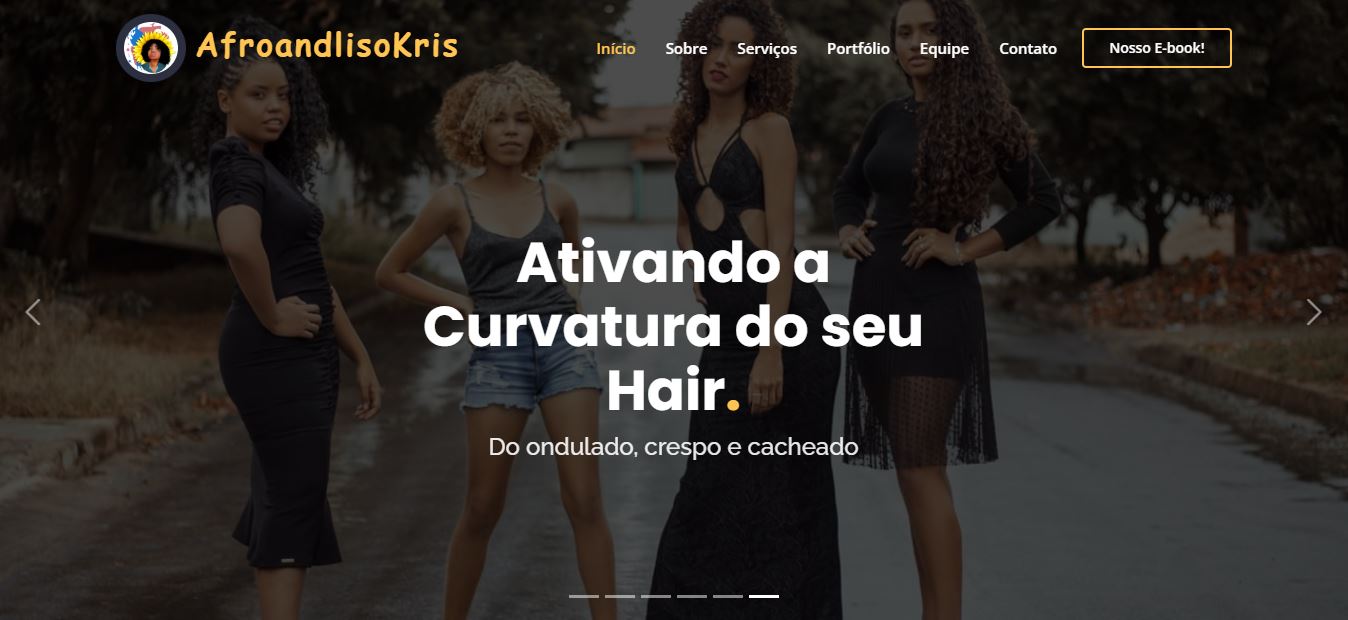 AfroandlisoKris
Início
Sobre
Serviços
Portfólio
Equipe
Contato
Nosso E-book!
Ativando a
Curvatura do seu
Hair.
Do ondulado, crespo e cacheado